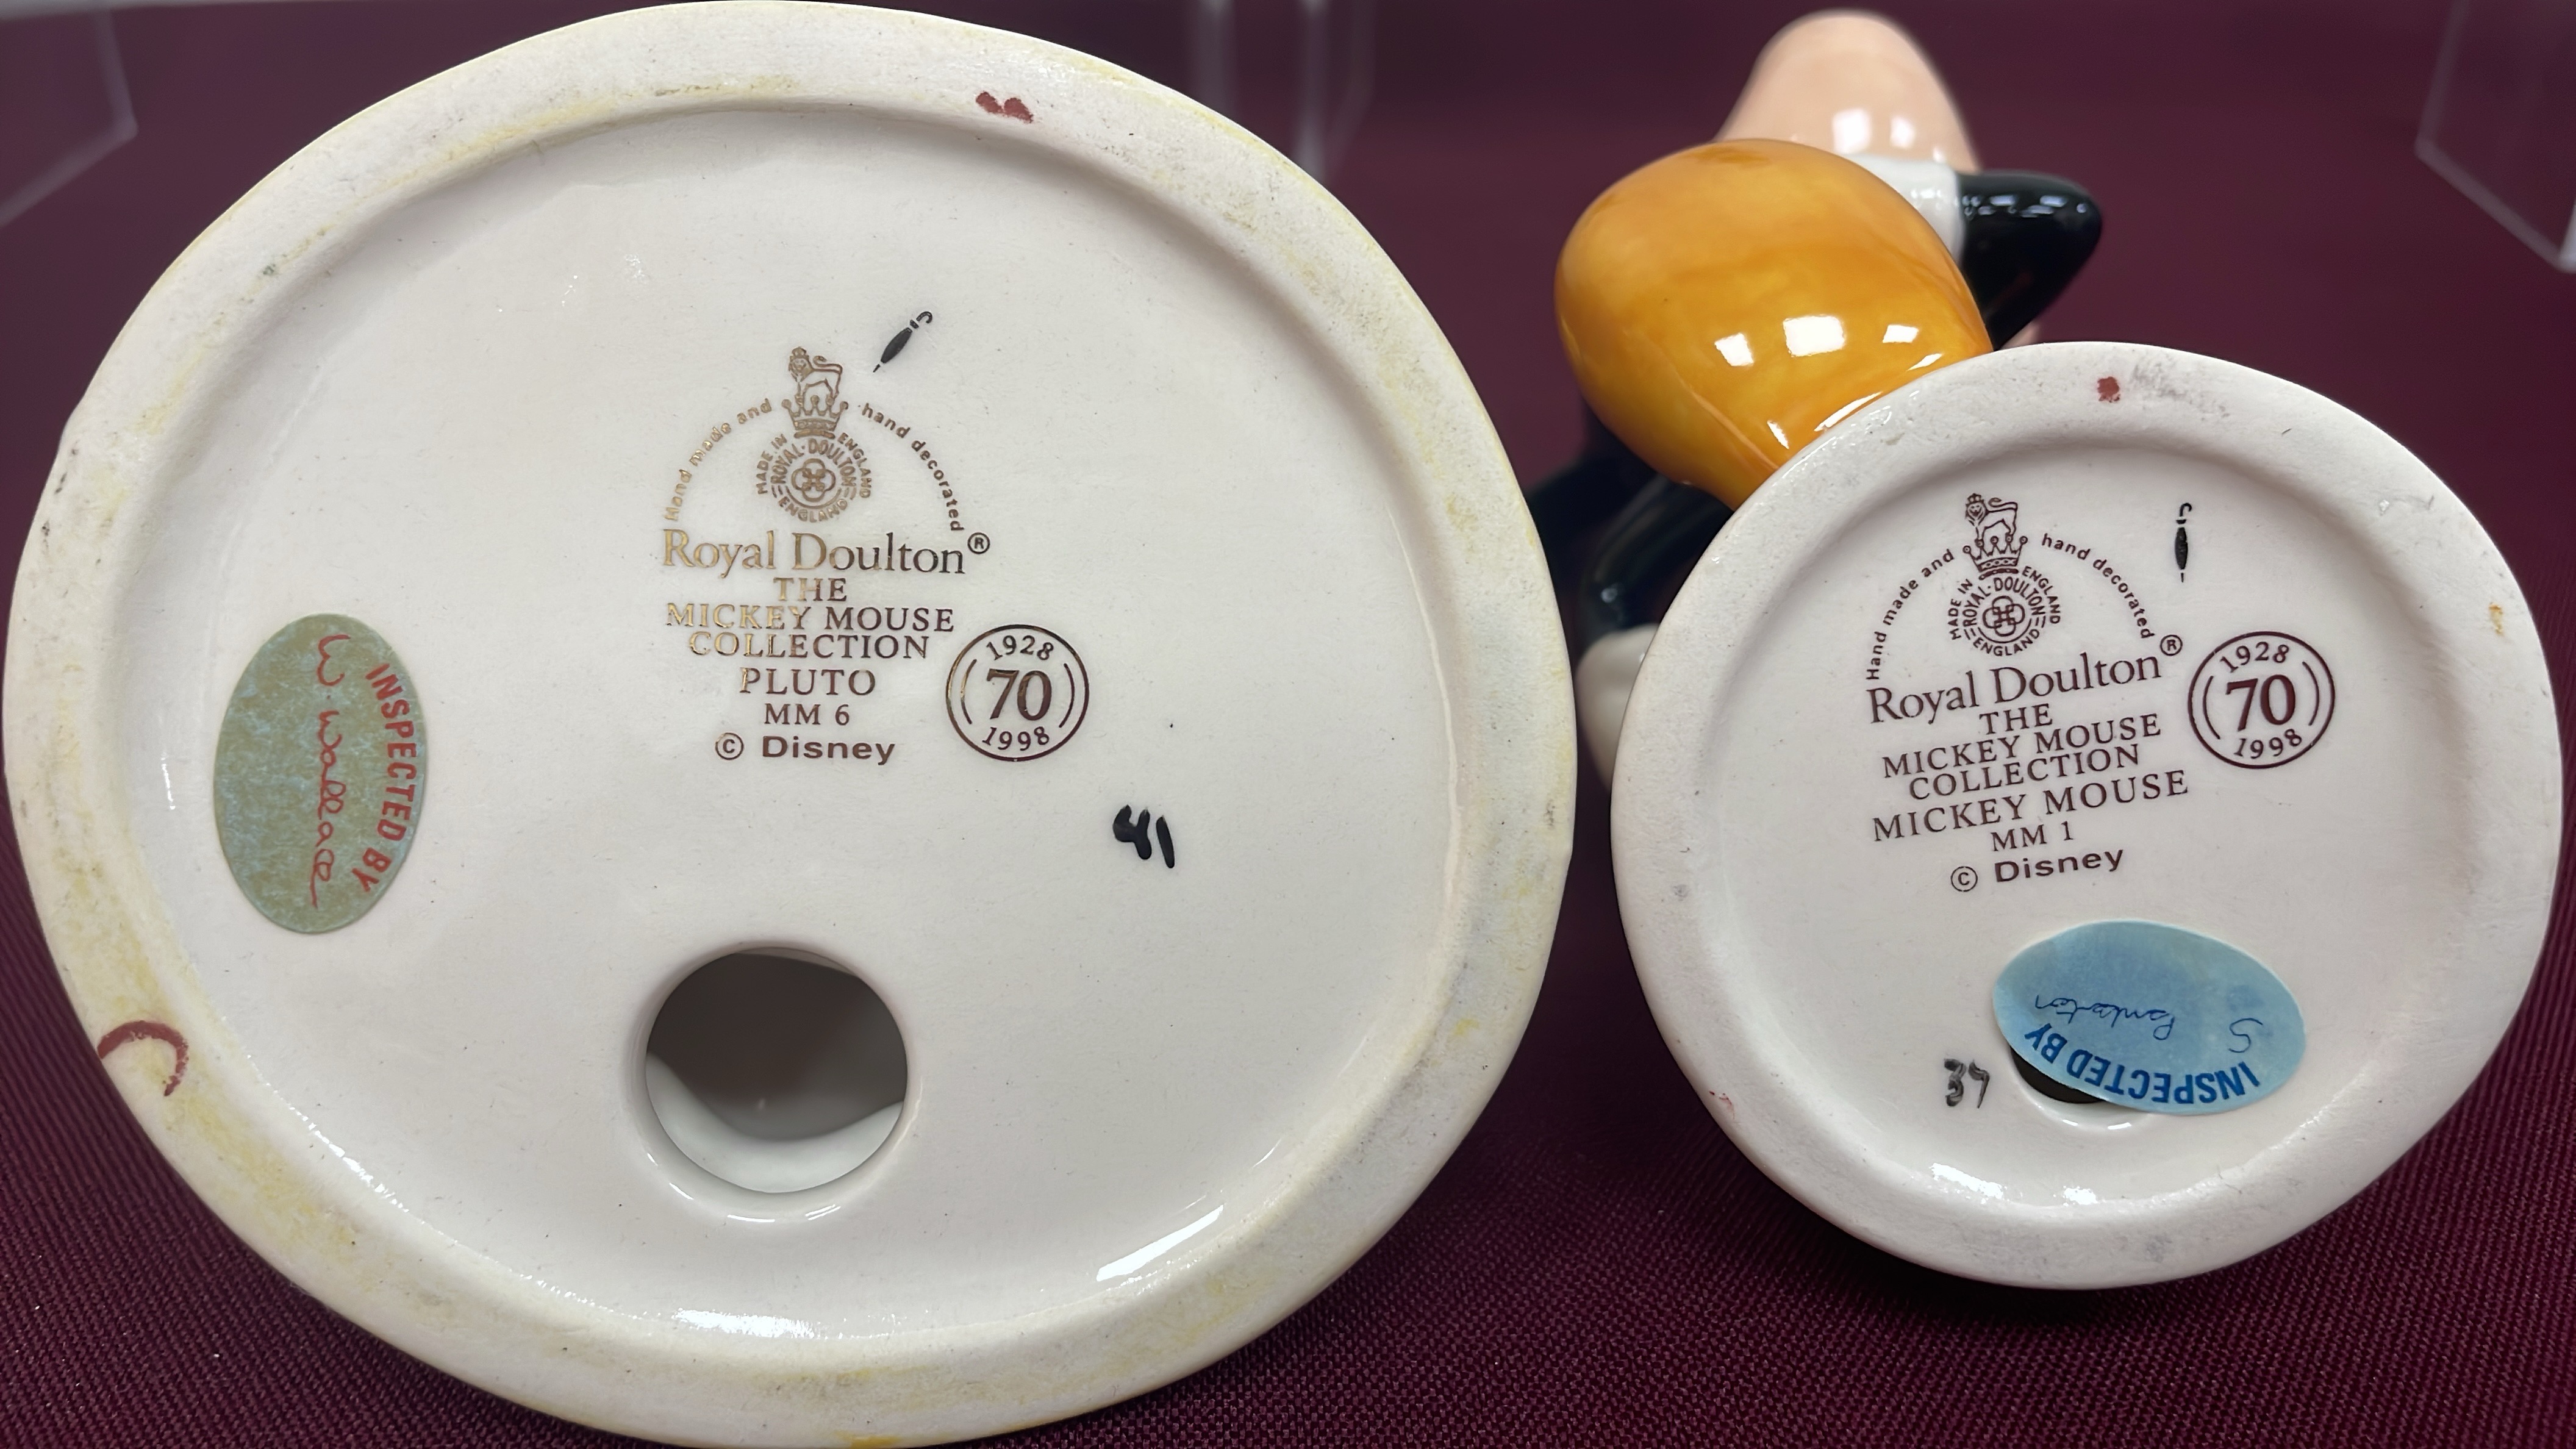 Hand made and hand decorated
MADE IN ENGLAND
ROYAL·DOULTON
ENGLAND
Royal Doulton®
THE
MICKEY MOUSE
COLLECTION
PLUTO
MM 6
© Disney
1928
70
1998
41
INSPECTED BY
W. Wallace
Hand made and hand decorated
MADE IN ENGLAND
ROYAL·DOULTON
ENGLAND
Royal Doulton®
THE
MICKEY MOUSE
COLLECTION
MICKEY MOUSE
MM 1
© Disney
1928
70
1998
37
INSPECTED BY
S